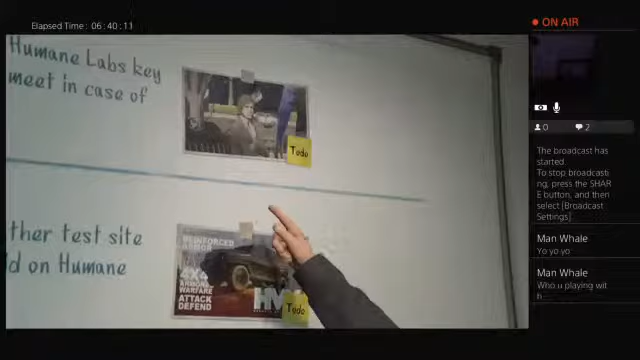 Elapsed Time : 06:40:11
ON AIR
Humane Labs key
meet in case of
Todo
ther test site
d on Humane
REINFORCED
ARMOR
4X4
WARFARE
ATTACK
DEFEND
Todo
0
2
The broadcast has
started.
To stop broadcasti
ng, press the SHAR
E button, and then
select [Broadcast
Settings].
Man Whale
Yo yo yo
Man Whale
Who u playing wit
h